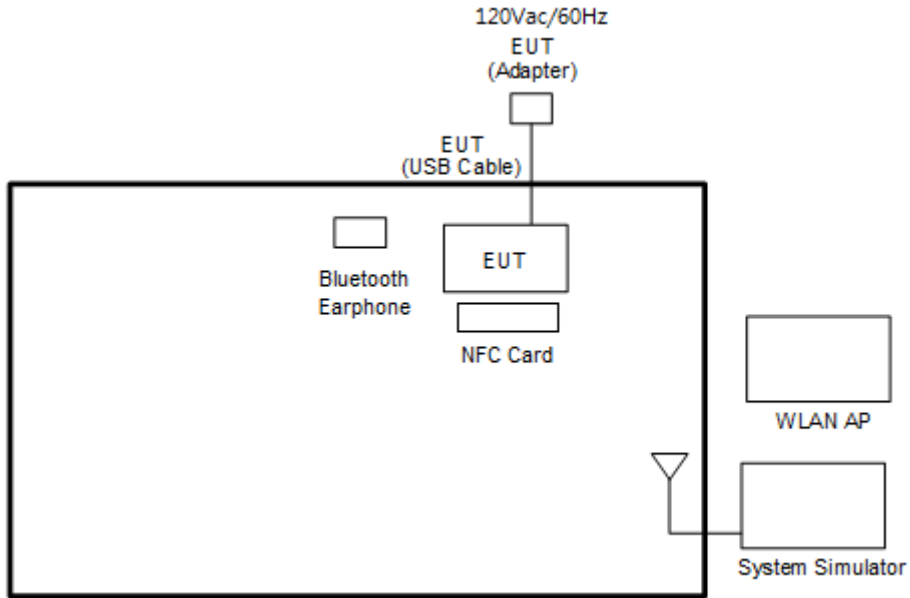 120Vac/60Hz
EUT
(Adapter)
EUT
(USB Cable)
EUT
Bluetooth
Earphone
NFC Card
WLAN AP
System Simulator